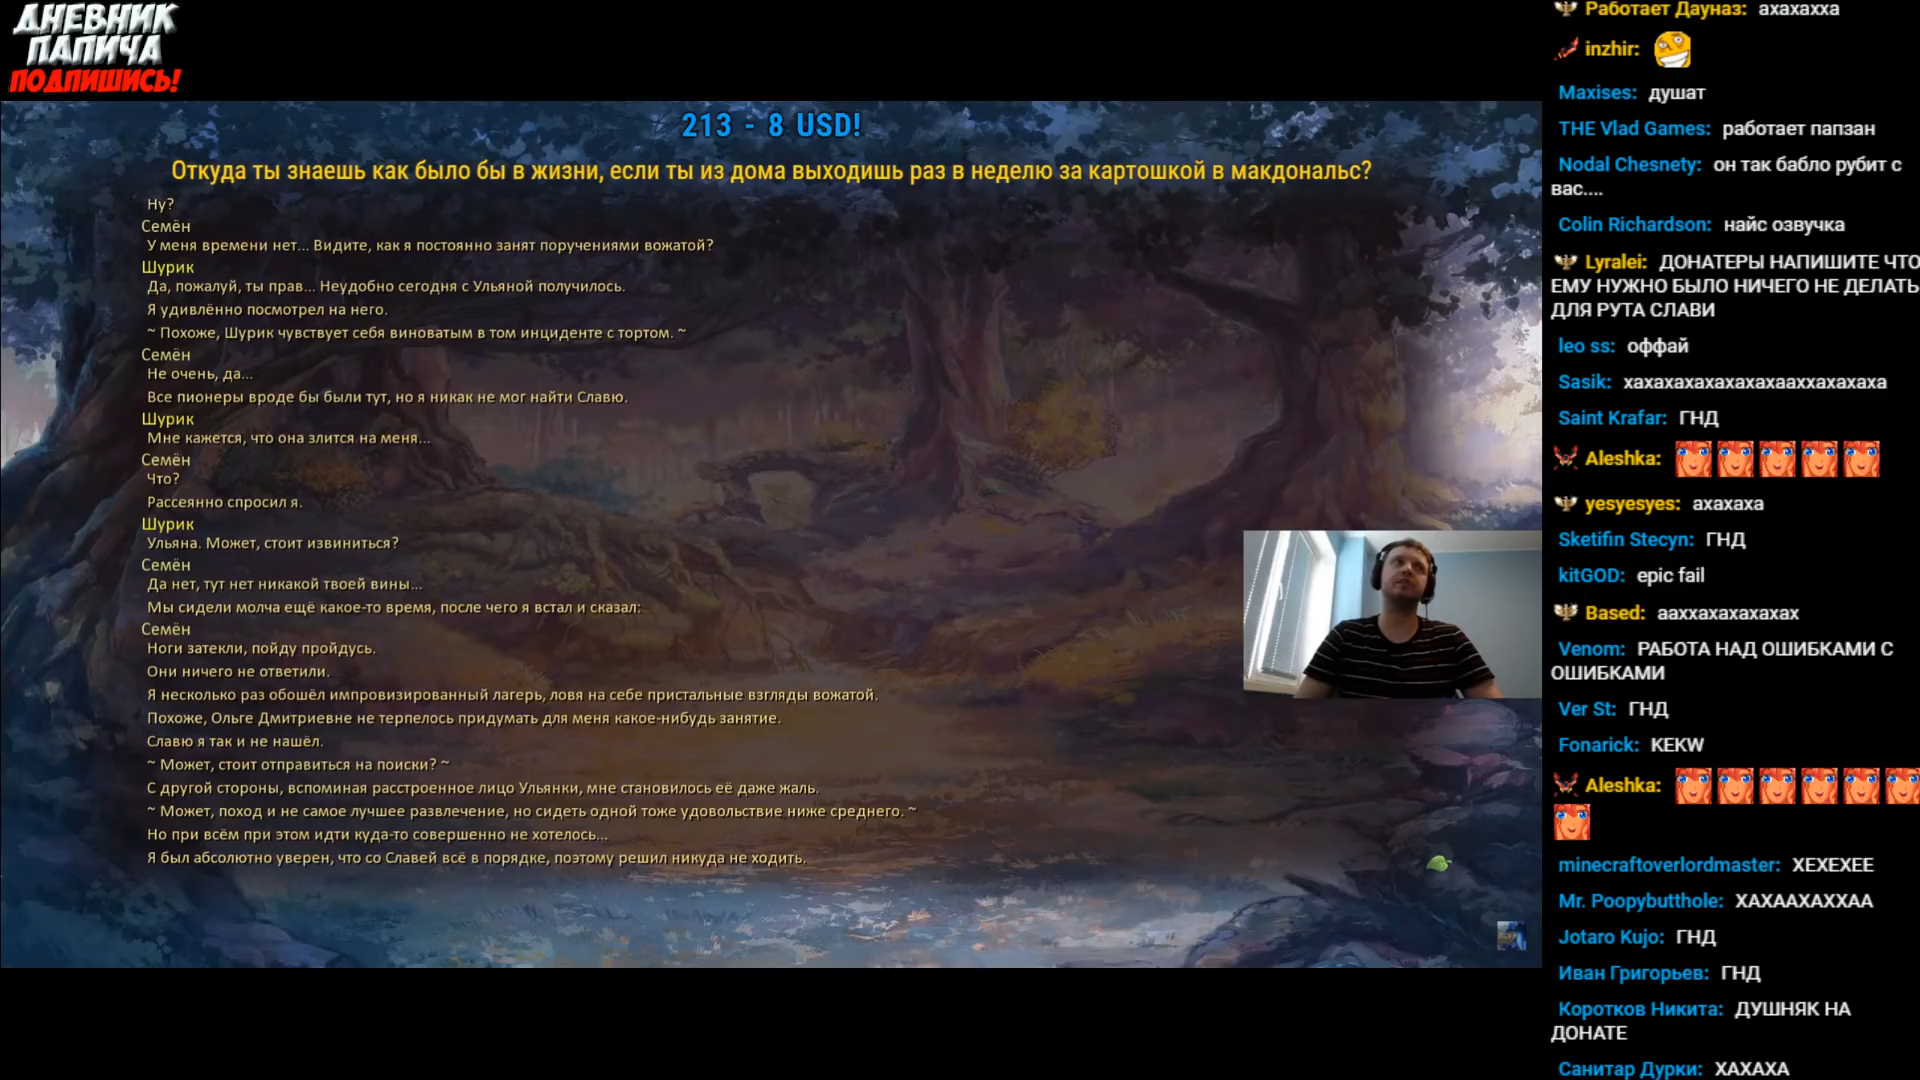 ДНЕВНИК
ПАПИЧА
ПОДПИШИСЬ!
213 - 8 USD!
Откуда ты знаешь как было бы в жизни, если ты из дома выходишь раз в неделю за картошкой в макдональс?
Ну?
Семён
У меня времени нет... Видите, как я постоянно занят поручениями вожатой?
Шурик
Да, пожалуй, ты прав... Неудобно сегодня с Ульяной получилось.
Я удивлённо посмотрел на него.
~ Похоже, Шурик чувствует себя виноватым в том инциденте с тортом. ~
Семён
Не очень, да...
Все пионеры вроде бы были тут, но я никак не мог найти Славю.
Шурик
Мне кажется, что она злится на меня...
Семён
Что?
Рассеянно спросил я.
Шурик
Ульяна. Может, стоит извиниться?
Семён
Да нет, тут нет никакой твоей вины...
Мы сидели молча ещё какое-то время, после чего я встал и сказал:
Семён
Ноги затекли, пойду пройдусь.
Они ничего не ответили.
Я несколько раз обошёл импровизированный лагерь, ловя на себе пристальные взгляды вожатой.
Похоже, Ольге Дмитриевне не терпелось придумать для меня какое-нибудь занятие.
Славю я так и не нашёл.
~ Может, стоит отправиться на поиски? ~
С другой стороны, вспоминая расстроенное лицо Ульянки, мне становилось её даже жаль.
~ Может, поход и не самое лучшее развлечение, но сидеть одной тоже удовольствие ниже среднего. ~
Но при всём при этом идти куда-то совершенно не хотелось...
Я был абсолютно уверен, что со Славей всё в порядке, поэтому решил никуда не ходить.
Работает Дауназ: ахахахха
inzhir:
Maxises: душат
THE Vlad Games: работает папзан
Nodal Chesnety: он так бабло рубит с
вас....
Colin Richardson: найс озвучка
Lyralei: ДОНАТЕРЫ НАПИШИТЕ ЧТО
ЕМУ НУЖНО БЫЛО НИЧЕГО НЕ ДЕЛАТЬ
ДЛЯ РУТА СЛАВИ
leo ss: оффай
Sasik: хахахахахахахааххахахаха
Saint Krafar: ГНД
Aleshka:
yesyesyes: ахахаха
Sketifin Stecyn: ГНД
kitGOD: epic fail
Based: ааххахахахахах
Venom: РАБОТА НАД ОШИБКАМИ С
ОШИБКАМИ
Ver St: ГНД
Fonarick: KEKW
Aleshka:
minecraftoverlordmaster: ХЕХЕХЕЕ
Mr. Poopybutthole: ХАХААХАХХАА
Jotaro Kujo: ГНД
Иван Григорьев: ГНД
Коротков Никита: ДУШНЯК НА
ДОНАТЕ
Санитар Дурки: ХАХАХА